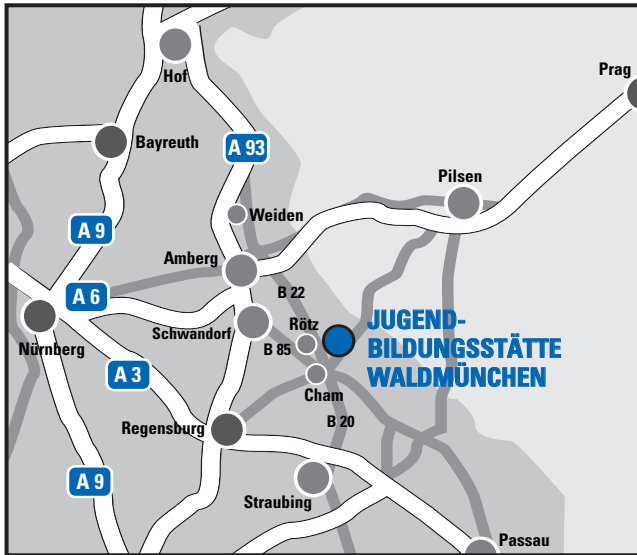 Prag
Hof
Bayreuth
A 93
Pilsen
Weiden
A 9
Amberg
A 6
B 22
Schwandorf
Rötz
JUGEND-
BILDUNGSSTÄTTE
WALDMÜNCHEN
Nürnberg
B 85
A 3
Cham
B 20
Regensburg
A 9
Straubing
Passau